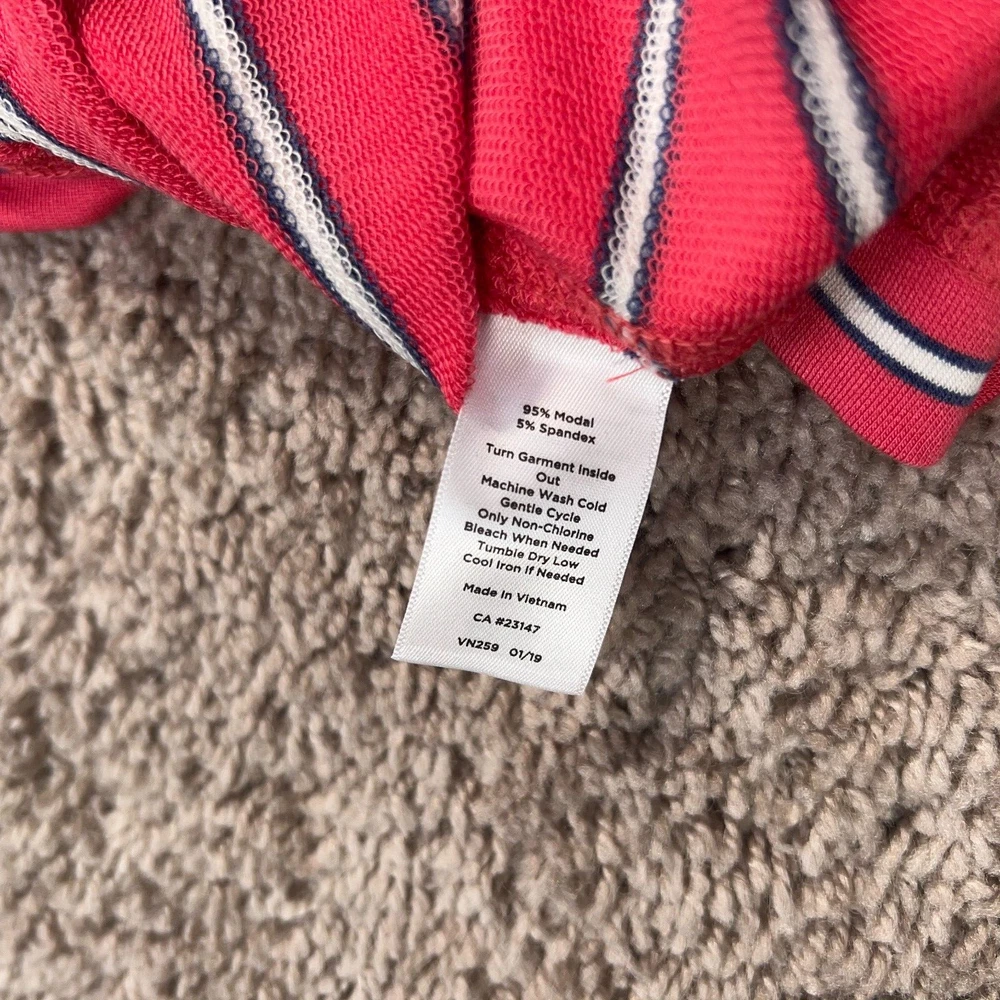 95% Modal
5% Spandex
Turn Garment Inside
Out
Machine Wash Cold
Gentle Cycle
Only Non-Chlorine
Bleach When Needed
Tumble Dry Low
Cool Iron If Needed
Made In Vietnam
CA #23147
VN259 01/19